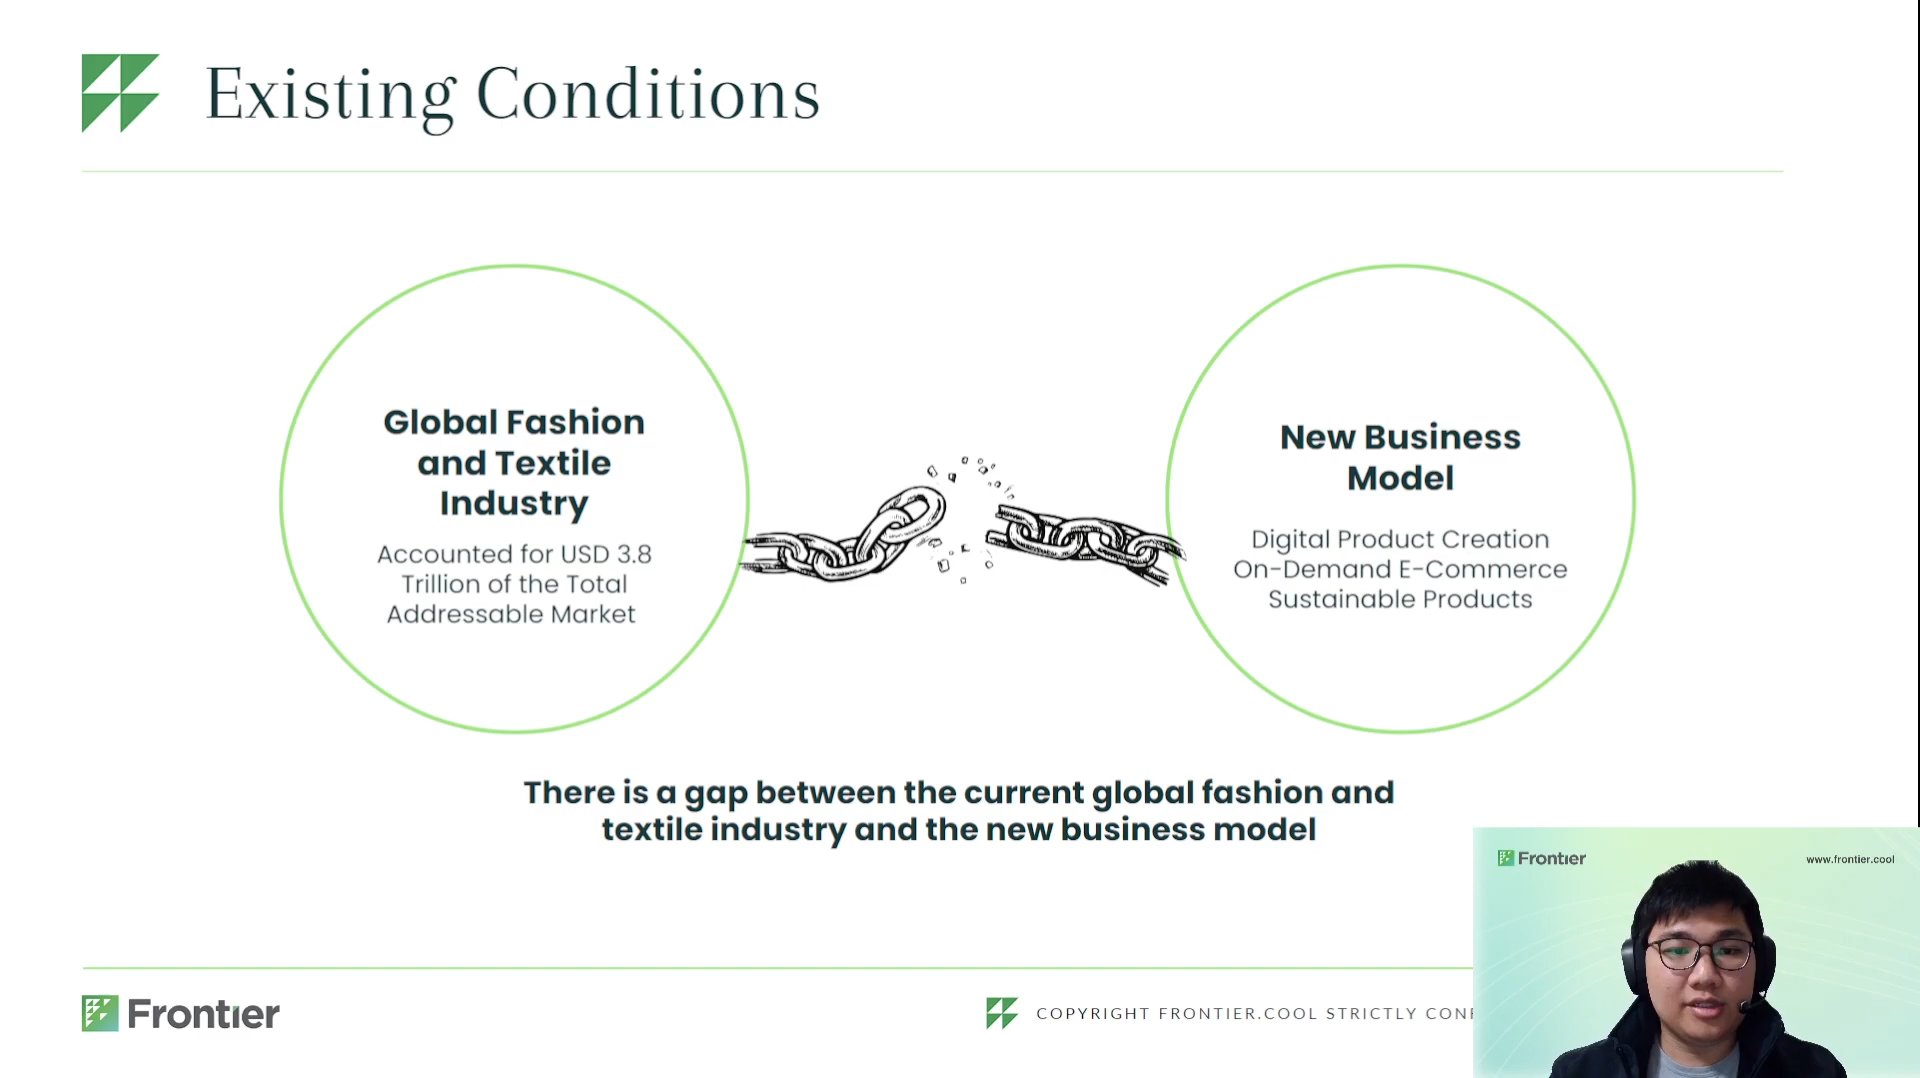 Existing Conditions
Global Fashion
and Textile
Industry
Accounted for USD 3.8
Trillion of the Total
Addressable Market
New Business
Model
Digital Product Creation
On-Demand E-Commerce
Sustainable Products
There is a gap between the current global fashion and
textile industry and the new business model
Frontier
www.frontier.cool
Frontier
COPYRIGHT FRONTIER.COOL STRICTLY